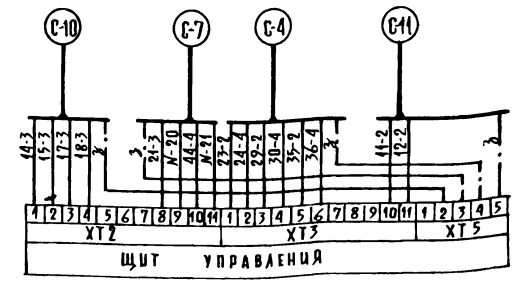 С-10 С-7 С-4 С-11
14-3 15-3 17-3 18-3 Ж 3 21-3 N-20 44-4 N-21 23-2 24-4 29-2 30-4 35-2 36-4 Ж 11-2 12-2 Ж
1 2 3 4 5 6 7 8 9 10 11 1 2 3 4 5 6 7 8 9 10 11 1 2 3 4 5
ХТ2 ХТ3 ХТ5
ЩИТ УПРАВЛЕНИЯ